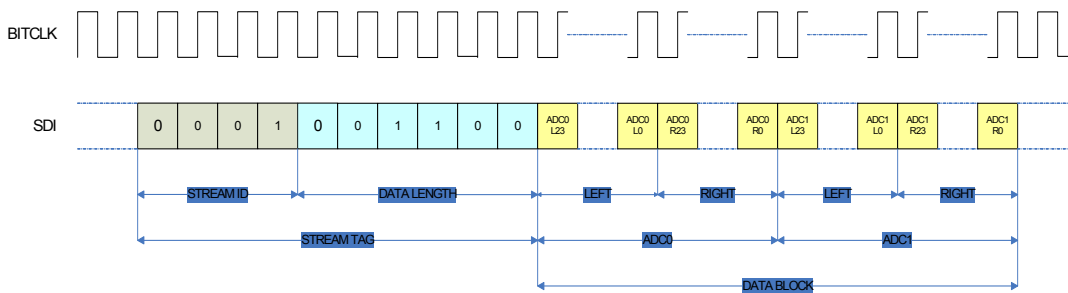 BITCLK
SDI
0 0 0 1 0 0 1 1 0 0 ADC0 L23 ADC0 L0 ADC0 R23 ADC0 R0 ADC1 L23 ADC1 L0 ADC1 R23 ADC1 R0
STREAM ID DATA LENGTH LEFT RIGHT LEFT RIGHT
STREAM TAG ADC0 ADC1
DATA BLOCK